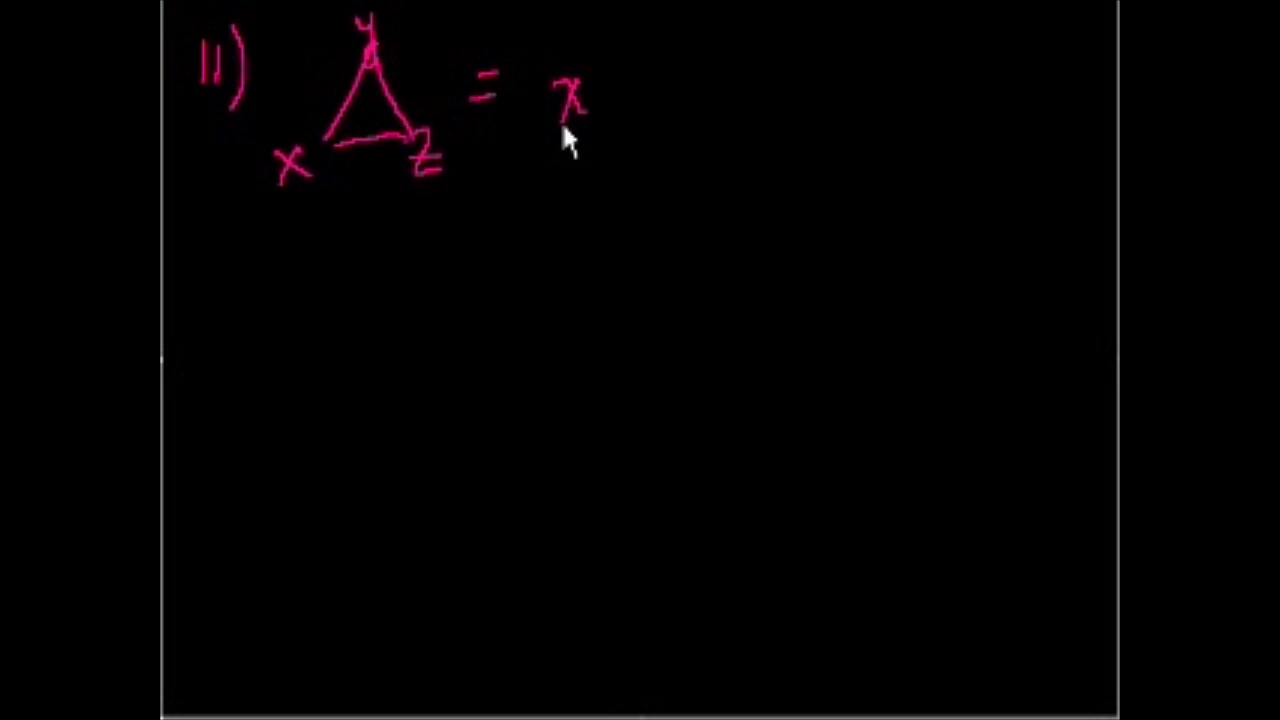 11) y = x
x z